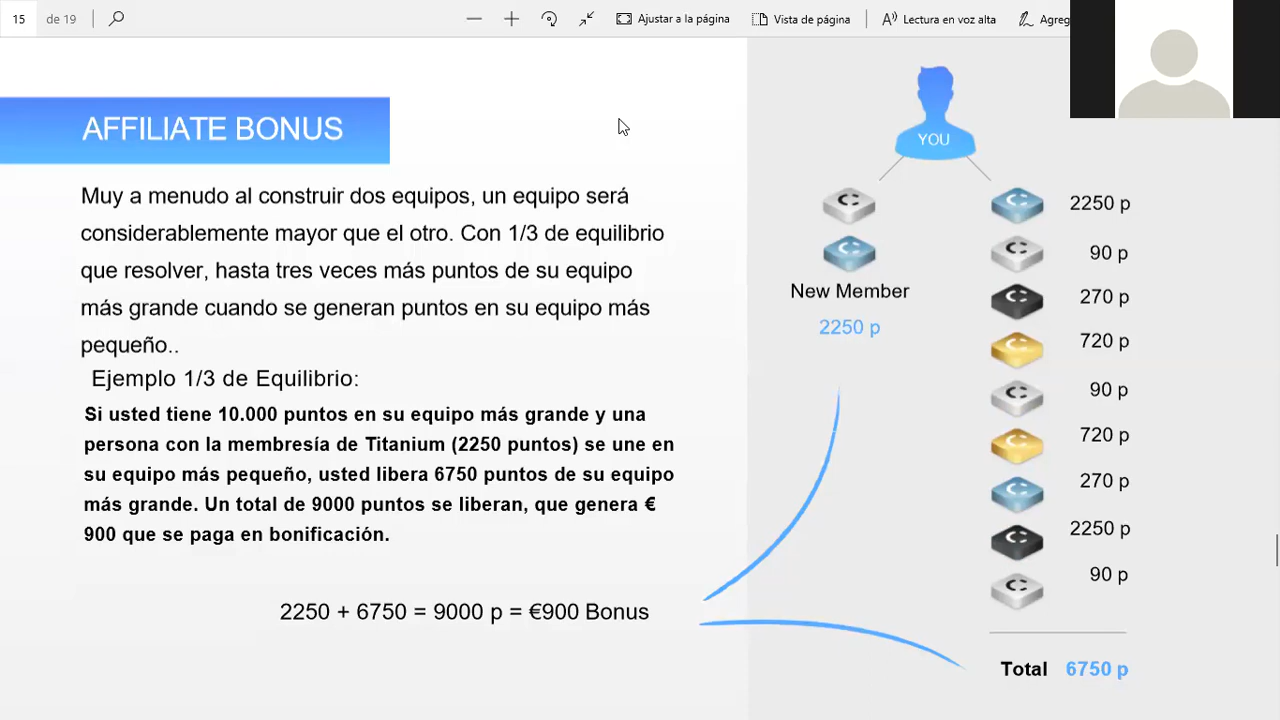 15 de 19 Ajustar a la página Vista de página Lectura en voz alta Agreg
AFFILIATE BONUS
Muy a menudo al construir dos equipos, un equipo será
considerablemente mayor que el otro. Con 1/3 de equilibrio
que resolver, hasta tres veces más puntos de su equipo
más grande cuando se generan puntos en su equipo más
pequeño..
Ejemplo 1/3 de Equilibrio:
Si usted tiene 10.000 puntos en su equipo más grande y una
persona con la membresía de Titanium (2250 puntos) se une en
su equipo más pequeño, usted libera 6750 puntos de su equipo
más grande. Un total de 9000 puntos se liberan, que genera €
900 que se paga en bonificación.
2250 + 6750 = 9000 p = €900 Bonus
YOU
New Member
2250 p
2250 p
90 p
270 p
720 p
90 p
720 p
270 p
2250 p
90 p
Total 6750 p